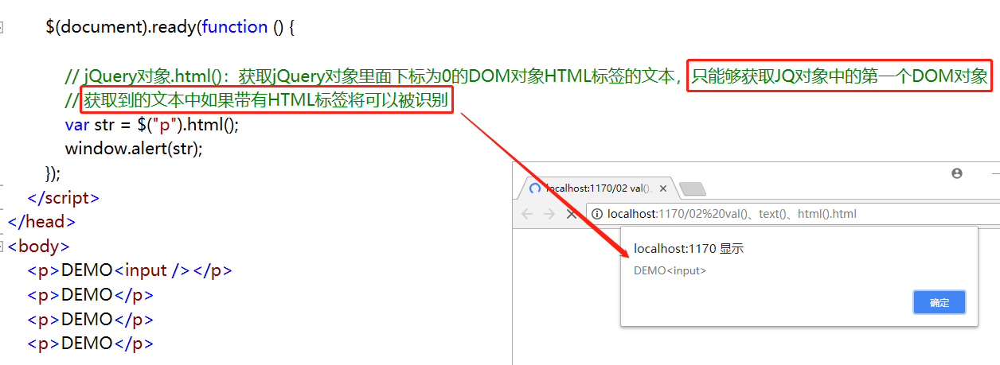 $(document).ready(function () {
// jQuery对象.html()：获取jQuery对象里面下标为0的DOM对象HTML标签的文本，只能够获取JQ对象中的第一个DOM对象
// 获取到的文本中如果带有HTML标签将可以被识别
var str = $("p").html();
window.alert(str);
});
</script>
</head>
<body>
<p>DEMO<input /></p>
<p>DEMO</p>
<p>DEMO</p>
<p>DEMO</p>
localhost:1170/02 val()、
localhost:1170/02%20val()、text()、html().html
localhost:1170 显示
DEMO<input>
确定